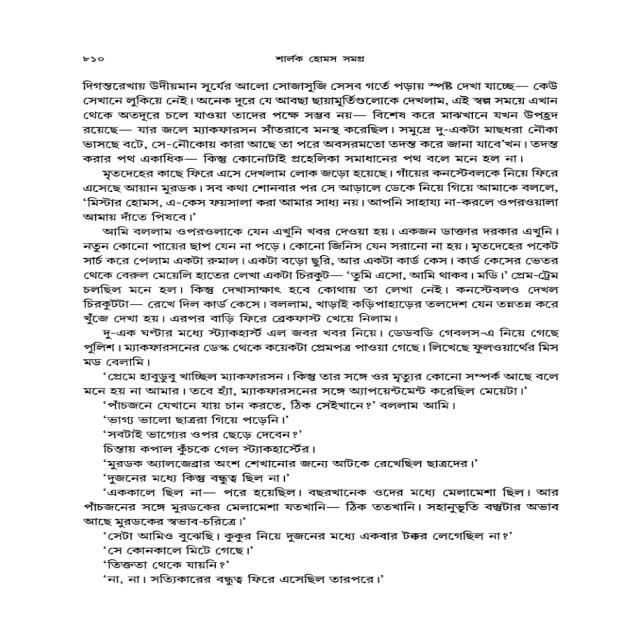 ৮১০
শার্লক হোমস সমগ্র
দিগন্তরেখায় উদীয়মান সূর্যের আলো সোজাসুজি সেসব গর্তে পড়ায় স্পষ্ট দেখা যাচ্ছে— কেউ
সেখানে লুকিয়ে নেই। অনেক দূরে যে আবছা ছায়ামূর্তিগুলোকে দেখলাম, এই স্বল্প সময়ে এখান
থেকে অতদূরে চলে যাওয়া তাদের পক্ষে সম্ভব নয়— বিশেষ করে মাঝখানে যখন উপহ্রদ
রয়েছে— যার জলে ম্যাকফারসন সাঁতরাবে মনস্থ করেছিল। সমুদ্রে দু-একটা মাছধরা নৌকা
ভাসছে বটে, সে-নৌকোয় কারা আছে তা পরে অবসরমতো তদন্ত করে জানা যাবে’খন। তদন্ত
করার পথ একাধিক— কিন্তু কোনোটাই প্রহেলিকা সমাধানের পথ বলে মনে হল না।
মৃতদেহের কাছে ফিরে এসে দেখলাম লোক জড়ো হয়েছে। গাঁয়ের কনস্টেবলকে নিয়ে ফিরে
এসেছে আয়ান মুরডক। সব কথা শোনবার পর সে আড়ালে ডেকে নিয়ে গিয়ে আমাকে বললে,
‘মিস্টার হোমস, এ-কেস ফয়সালা করা আমার সাধ্য নয়। আপনি সাহায্য না-করলে ওপরওয়ালা
আমায় দাঁতে পিষবে।’
আমি বললাম ওপরওলাকে যেন এখুনি খবর দেওয়া হয়। একজন ডাক্তার দরকার এখুনি।
নতুন কোনো পায়ের ছাপ যেন না পড়ে। কোনো জিনিস যেন সরানো না হয়। মৃতদেহের পকেট
সার্চ করে পেলাম একটা রুমাল। একটা বড়ো ছুরি, আর একটা কার্ড কেস। কার্ড কেসের ভেতর
থেকে বেরুল মেয়েলি হাতের লেখা একটা চিরকুট— ‘তুমি এসো, আমি থাকব। মডি।’ প্রেম-ট্রেম
চলছিল মনে হল। কিন্তু দেখাসাক্ষাৎ হবে কোথায় তা লেখা নেই। কনস্টেবলও দেখল
চিরকুটটা— রেখে দিল কার্ড কেসে। বললাম, খাড়াই কড়িপাহাড়ের তলদেশ যেন তন্নতন্ন করে
খুঁজে দেখা হয়। এরপর বাড়ি ফিরে ব্রেকফাস্ট খেয়ে নিলাম।
দু-এক ঘণ্টার মধ্যে স্ট্যাকহার্স্ট এল জবর খবর নিয়ে। ডেডবডি গেবলস-এ নিয়ে গেছে
পুলিশ। ম্যাকফারসনের ডেস্ক থেকে কয়েকটা প্রেমপত্র পাওয়া গেছে। লিখেছে ফুলওয়ার্থের মিস
মড বেলামি।
‘প্রেমে হাবুডুবু খাচ্ছিল ম্যাকফারসন। কিন্তু তার সঙ্গে ওর মৃত্যুর কোনো সম্পর্ক আছে বলে
মনে হয় না আমার। তবে হ্যাঁ, ম্যাকফারসনের সঙ্গে অ্যাপয়েন্টমেন্ট করেছিল মেয়েটা।’
‘পাঁচজনে যেখানে যায় চান করতে, ঠিক সেইখানে?’ বললাম আমি।
‘ভাগ্য ভালো ছাত্ররা গিয়ে পড়েনি।’
‘সবটাই ভাগ্যের ওপর ছেড়ে দেবেন?’
চিন্তায় কপাল কুঁচকে গেল স্ট্যাকহার্স্টের।
‘মুরডক অ্যালজেব্রার অংশ শেখানোর জন্যে আটকে রেখেছিল ছাত্রদের।’
‘দুজনের মধ্যে কিন্তু বন্ধুত্ব ছিল না।’
‘এককালে ছিল না— পরে হয়েছিল। বছরখানেক ওদের মধ্যে মেলামেশা ছিল। আর
পাঁচজনের সঙ্গে মুরডকের মেলামেশা যতখানি— ঠিক ততখানি। সহানুভূতি বস্তুটার অভাব
আছে মুরডকের স্বভাব-চরিত্রে।’
‘সেটা আমিও বুঝেছি। কুকুর নিয়ে দুজনের মধ্যে একবার টক্কর লেগেছিল না?’
‘সে কোনকালে মিটে গেছে।’
‘তিক্ততা থেকে যায়নি?’
‘না, না। সত্যিকারের বন্ধুত্ব ফিরে এসেছিল তারপরে।’